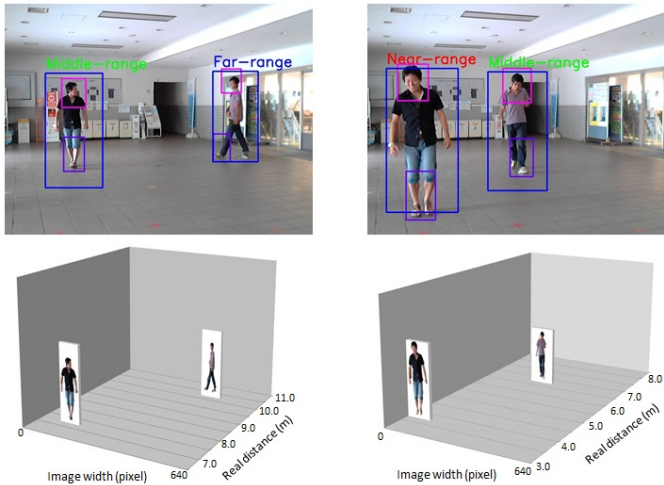 Middle-range
Far-range
Near-range
Middle-range
0
640
7.0
8.0
9.0
10.0
11.0
Image width (pixel)
Real distance (m)
0
640
3.0
4.0
5.0
6.0
7.0
8.0
Image width (pixel)
Real distance (m)